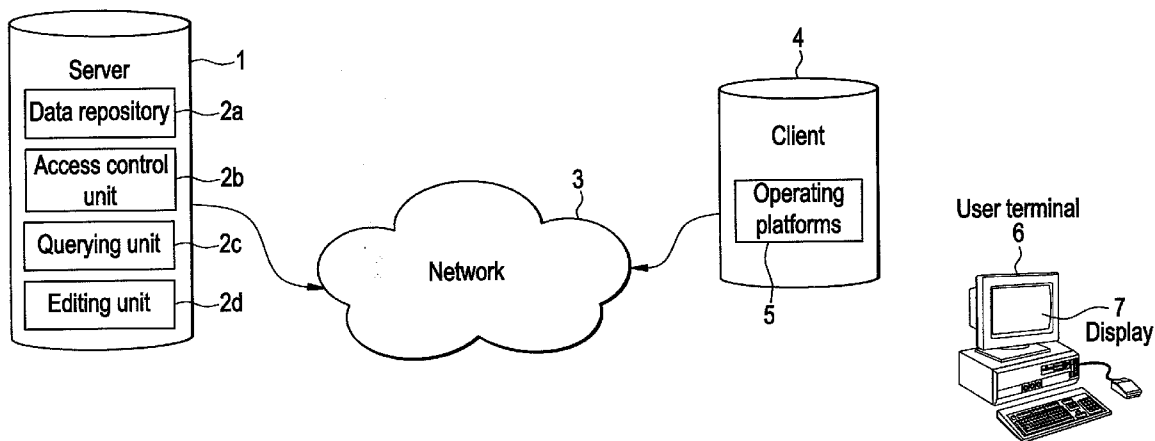 Server
1
Data repository
2a
Access control
unit
2b
Querying unit
2c
Editing unit
2d
3
Network
4
Client
Operating
platforms
5
User terminal
6
7
Display